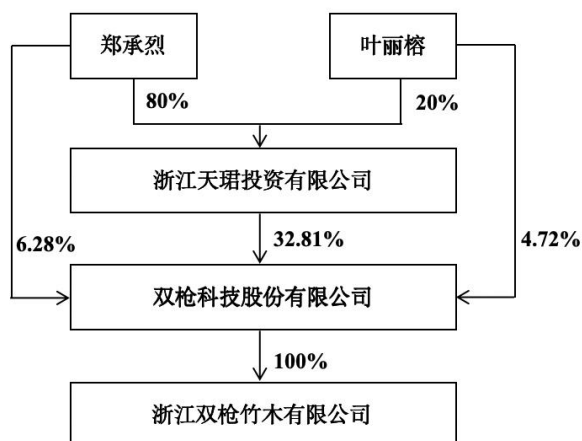 郑承烈
叶丽榕
80%
20%
浙江天珺投资有限公司
6.28%
32.81%
4.72%
双枪科技股份有限公司
100%
浙江双枪竹木有限公司